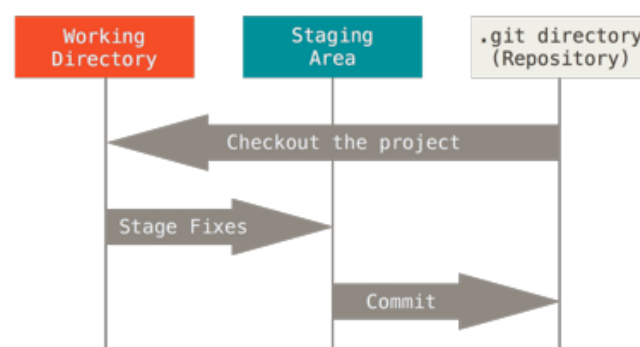 Working
Directory
Staging
Area
.git directory
(Repository)
Checkout the project
Stage Fixes
Commit